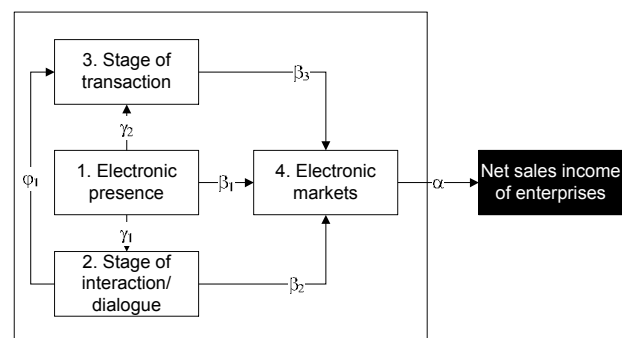 3. Stage of
transaction
β3
γ2
φ1
1. Electronic
presence
β1
4. Electronic
markets
α
Net sales income
of enterprises
γ1
2. Stage of
interaction/
dialogue
β2